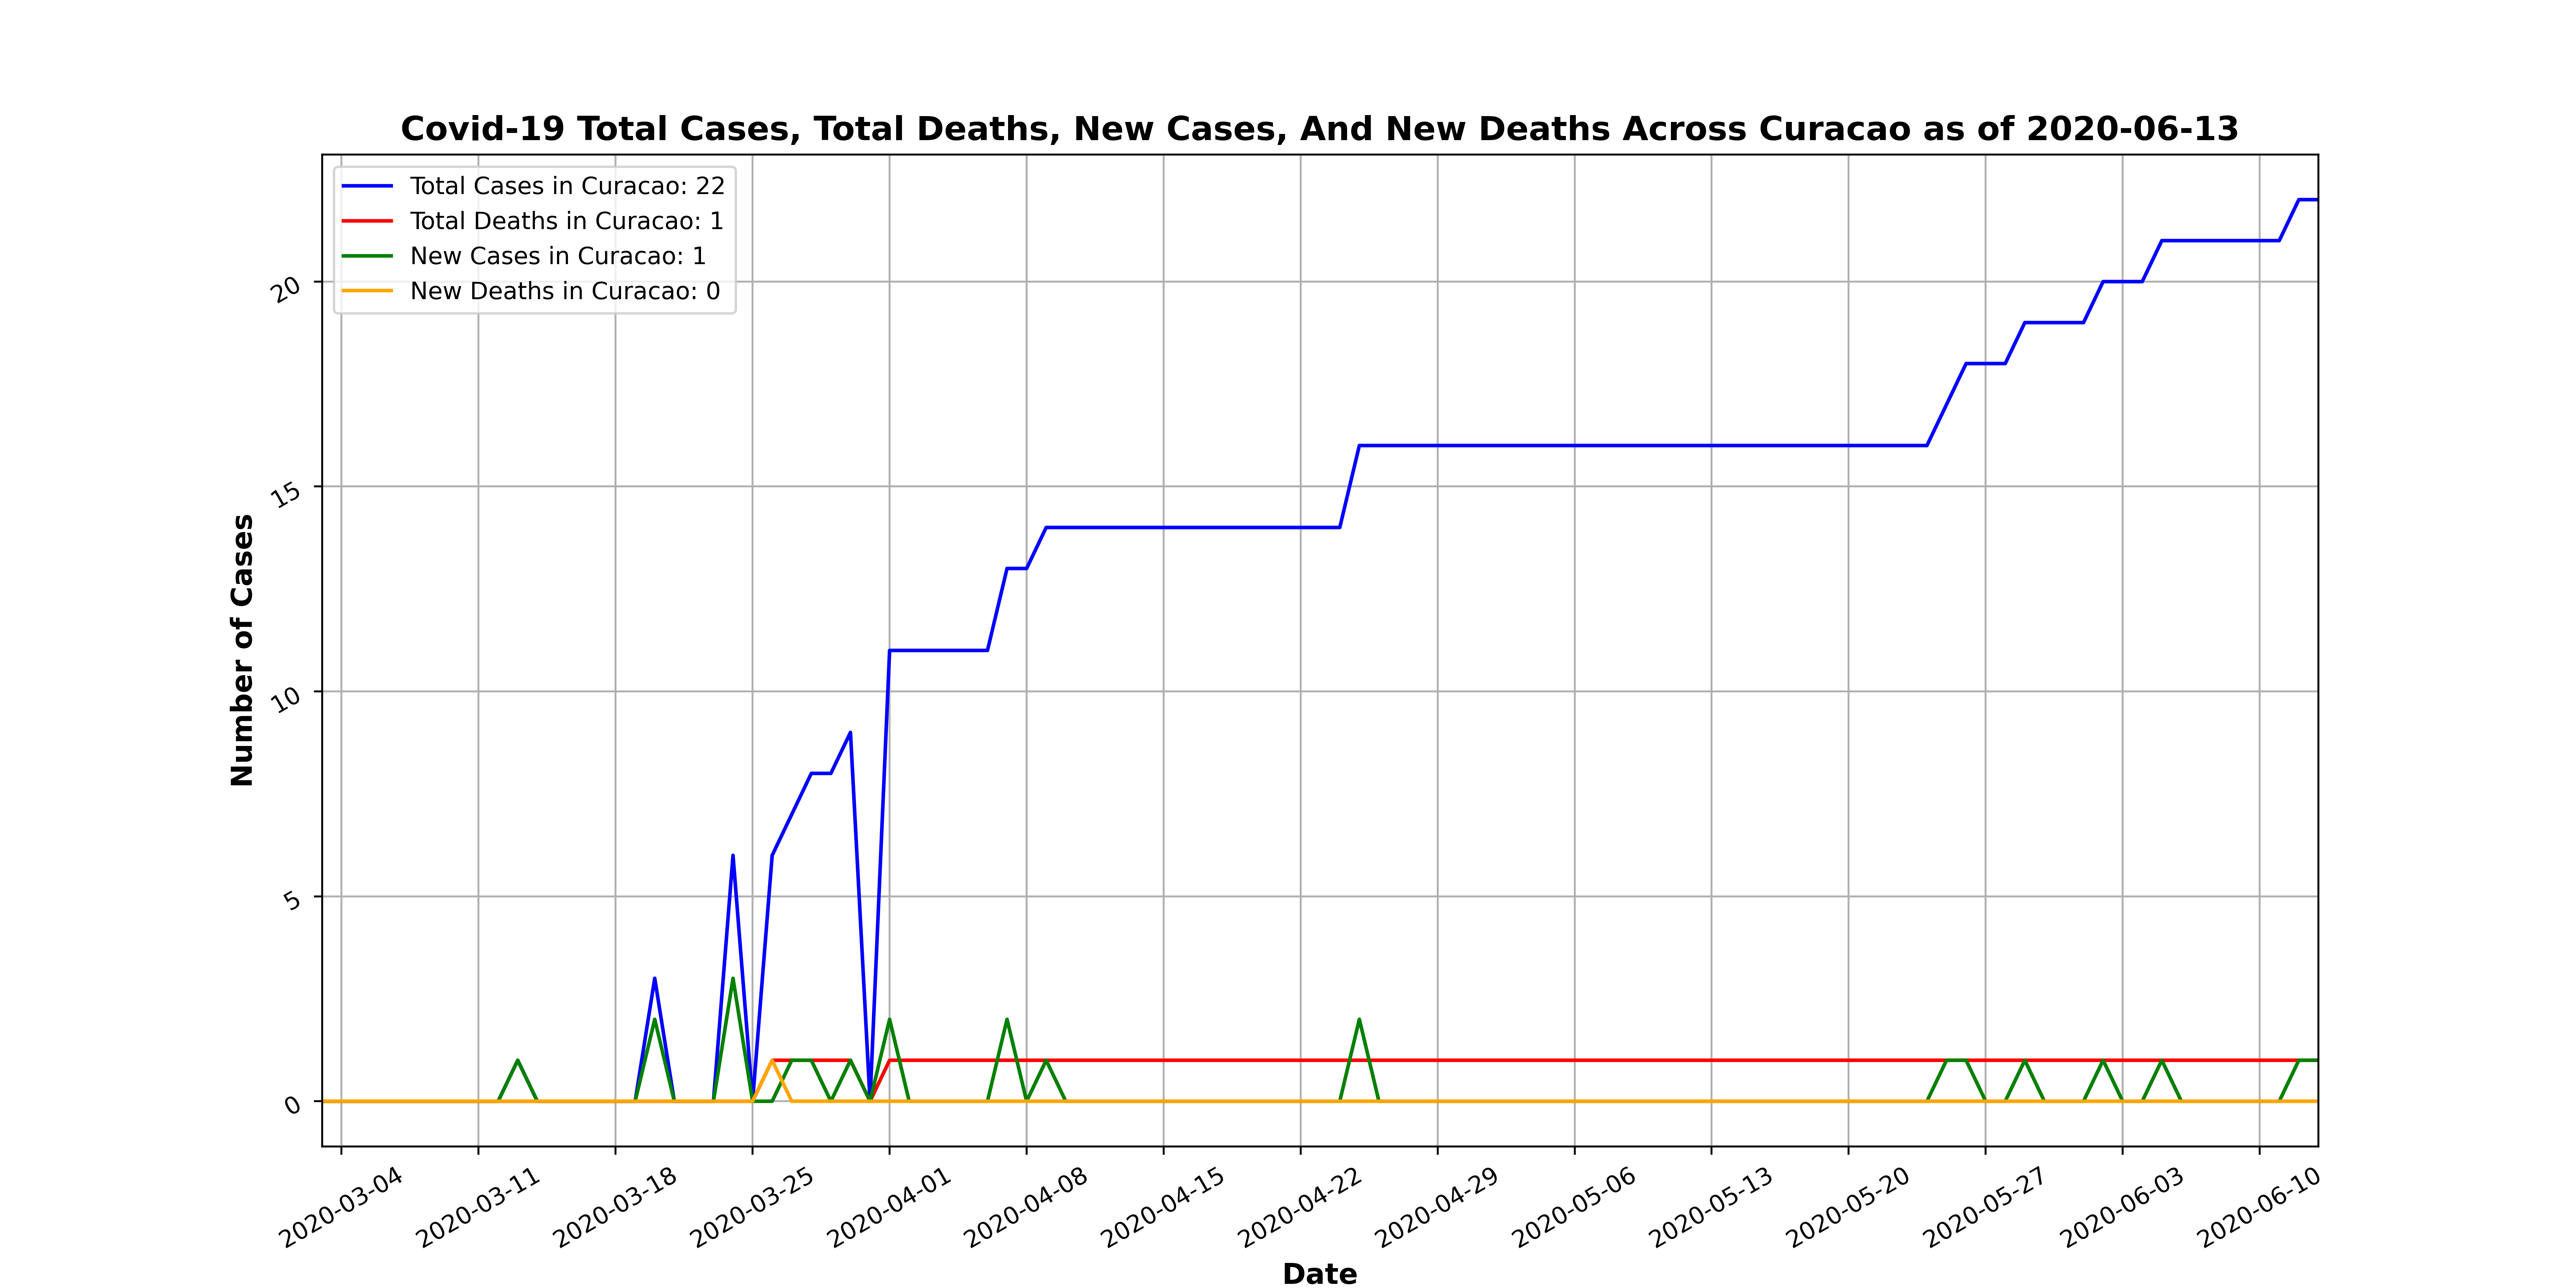 Covid-19 Total Cases, Total Deaths, New Cases, And New Deaths Across Curacao as of 2020-06-13
Total Cases in Curacao: 22
Total Deaths in Curacao: 1
New Cases in Curacao: 1
New Deaths in Curacao: 0
Number of Cases
20
15
10
5
0
2020-03-04
2020-03-11
2020-03-18
2020-03-25
2020-04-01
2020-04-08
2020-04-15
2020-04-22
2020-04-29
2020-05-06
2020-05-13
2020-05-20
2020-05-27
2020-06-03
2020-06-10
Date